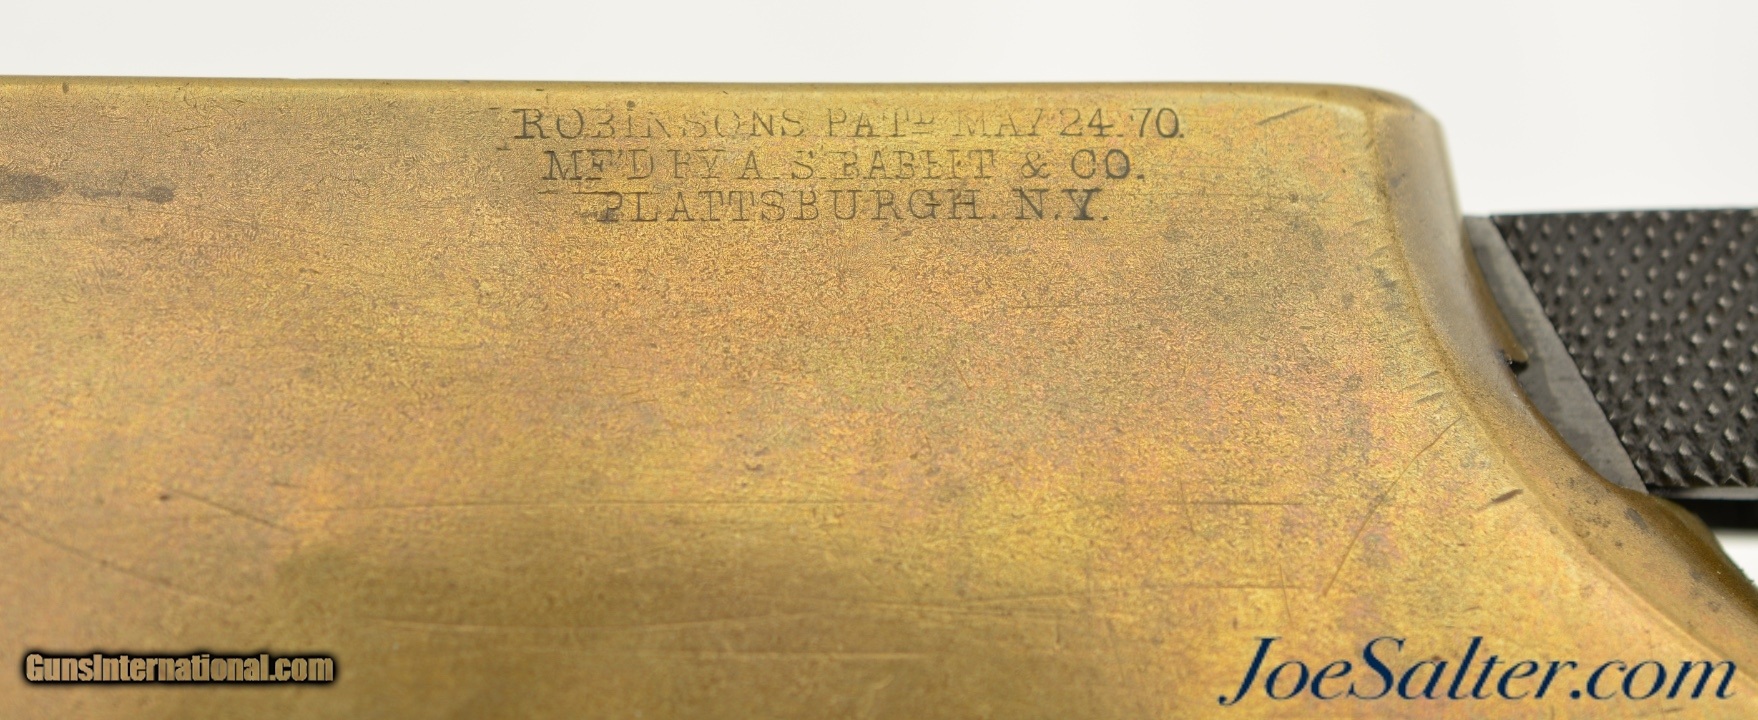 ROBINSONS PAT'D MAY 24. 70.
MF'D BY A. S. BABBIT & CO.
PLATTSBURGH. N.Y.
GunsInternational.com
JoeSalter.com